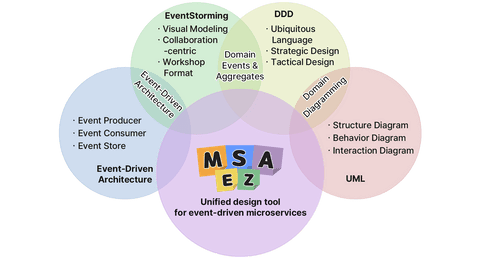 EventStorming
· Visual Modeling
· Collaboration
-centric
· Workshop
Format
DDD
· Ubiquitous
Language
· Strategic Design
· Tactical Design
Domain
Events &
Aggregates
Event-Driven
Architecture
Domain
Diagramming
· Event Producer
· Event Consumer
· Event Store
Event-Driven
Architecture
· Structure Diagram
· Behavior Diagram
· Interaction Diagram
UML
MSA
EZ
Unified design tool
for event-driven microservices